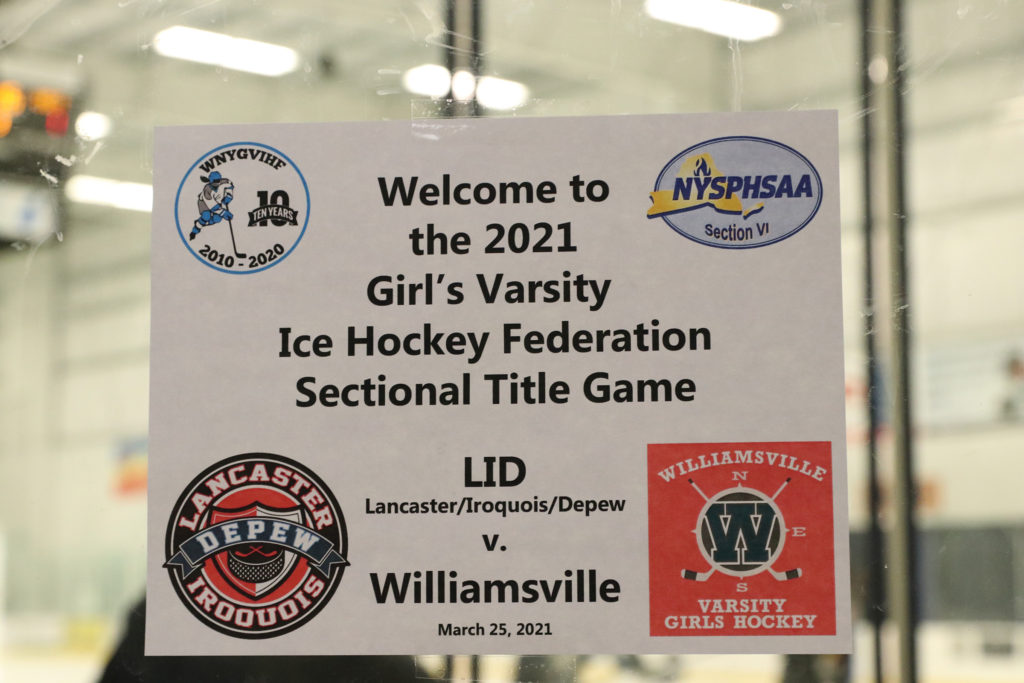 WNYGVIHF
10
TEN YEARS
2010 - 2020
NYSPHSAA
Section VI
Welcome to
the 2021
Girl's Varsity
Ice Hockey Federation
Sectional Title Game
LANCASTER
DEPEW
IROQUOIS
LID
Lancaster/Iroquois/Depew
v.
Williamsville
March 25, 2021
WILLIAMSVILLE
N
W
E
S
VARSITY
GIRLS HOCKEY